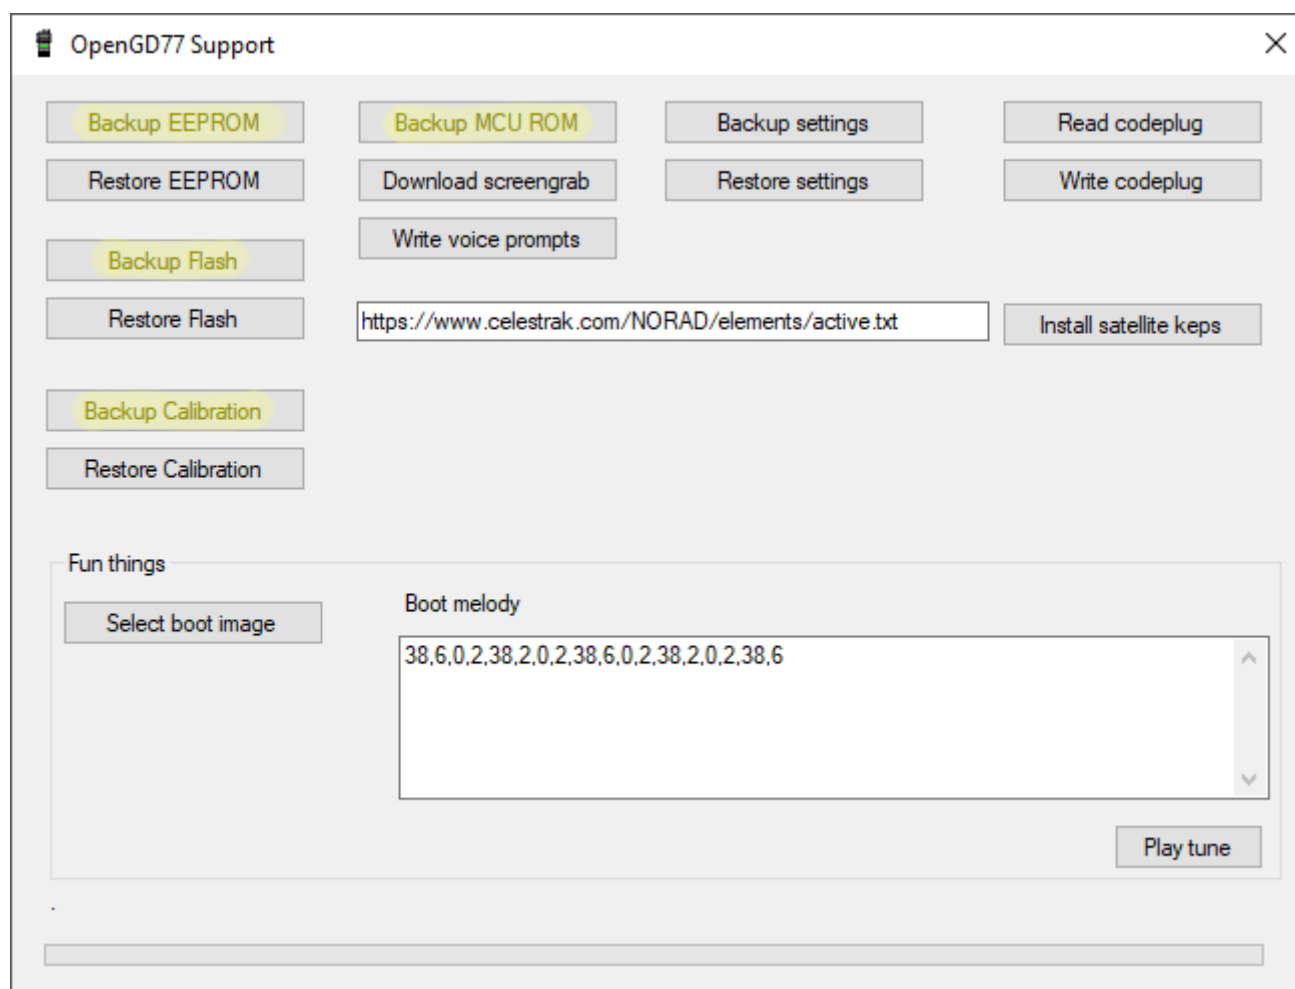 OpenGD77 Support
Backup EEPROM
Backup MCU ROM
Backup settings
Read codeplug
Restore EEPROM
Download screengrab
Restore settings
Write codeplug
Write voice prompts
Backup Flash
Restore Flash
https://www.celestrak.com/NORAD/elements/active.txt
Install satellite keps
Backup Calibration
Restore Calibration
Fun things
Select boot image
Boot melody
38,6,0,2,38,2,0,2,38,6,0,2,38,2,0,2,38,6
Play tune
.